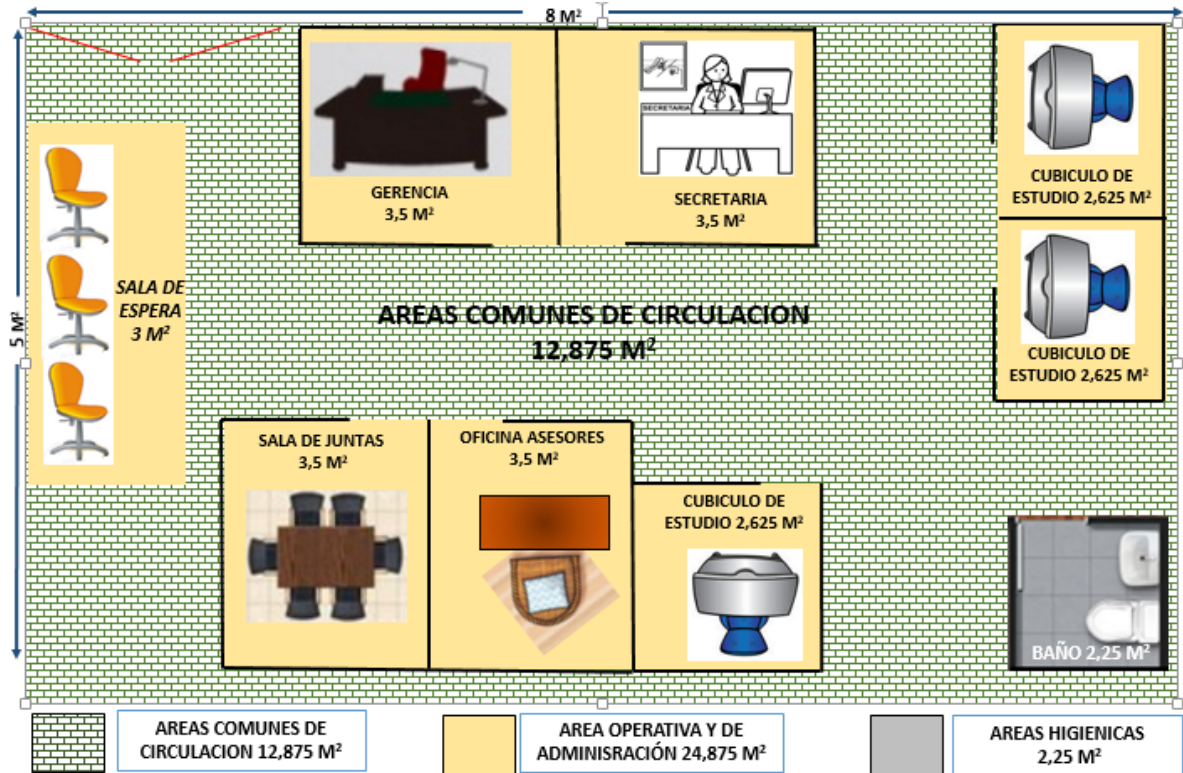 8 M²
5 M²
GERENCIA
3,5 M²
SECRETARIA
SECRETARIA
3,5 M²
CUBICULO DE
ESTUDIO 2,625 M²
CUBICULO DE
ESTUDIO 2,625 M²
SALA DE
ESPERA
3 M²
AREAS COMUNES DE CIRCULACION
12,875 M²
SALA DE JUNTAS
3,5 M²
OFICINA ASESORES
3,5 M²
CUBICULO DE
ESTUDIO 2,625 M²
BAÑO 2,25 M²
AREAS COMUNES DE
CIRCULACION 12,875 M²
AREA OPERATIVA Y DE
ADMINISRACIÓN 24,875 M²
AREAS HIGIENICAS
2,25 M²